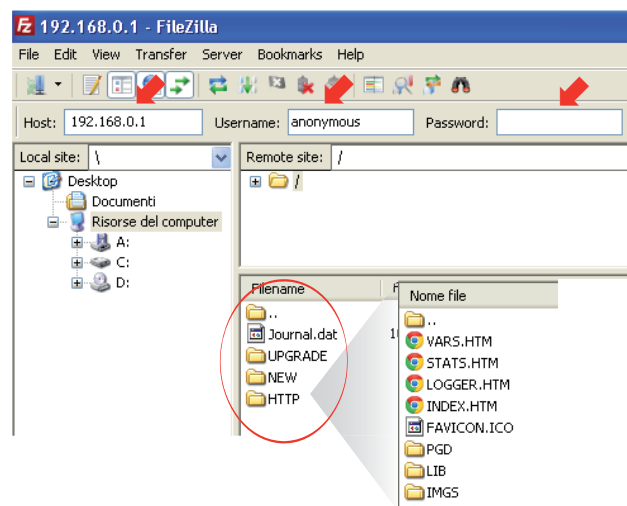 192.168.0.1 - FileZilla
File Edit View Transfer Server Bookmarks Help
Host: 192.168.0.1 Username: anonymous Password:
Local site: \
Remote site: /
Desktop
Documenti
Risorse del computer
A:
C:
D:
/
Filename
..
Journal.dat
UPGRADE
NEW
HTTP
Nome file
..
VARS.HTM
STATS.HTM
LOGGER.HTM
INDEX.HTM
FAVICON.ICO
PGD
LIB
IMGS